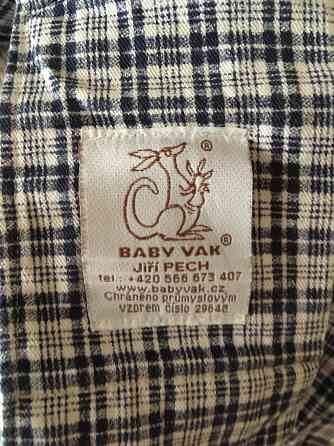 ®
BABY VAK®
Jiří PECH
tel.: +420 566 673 407
www.babyvak.cz
Chráněno průmyslovým
vzorem číslo 29648